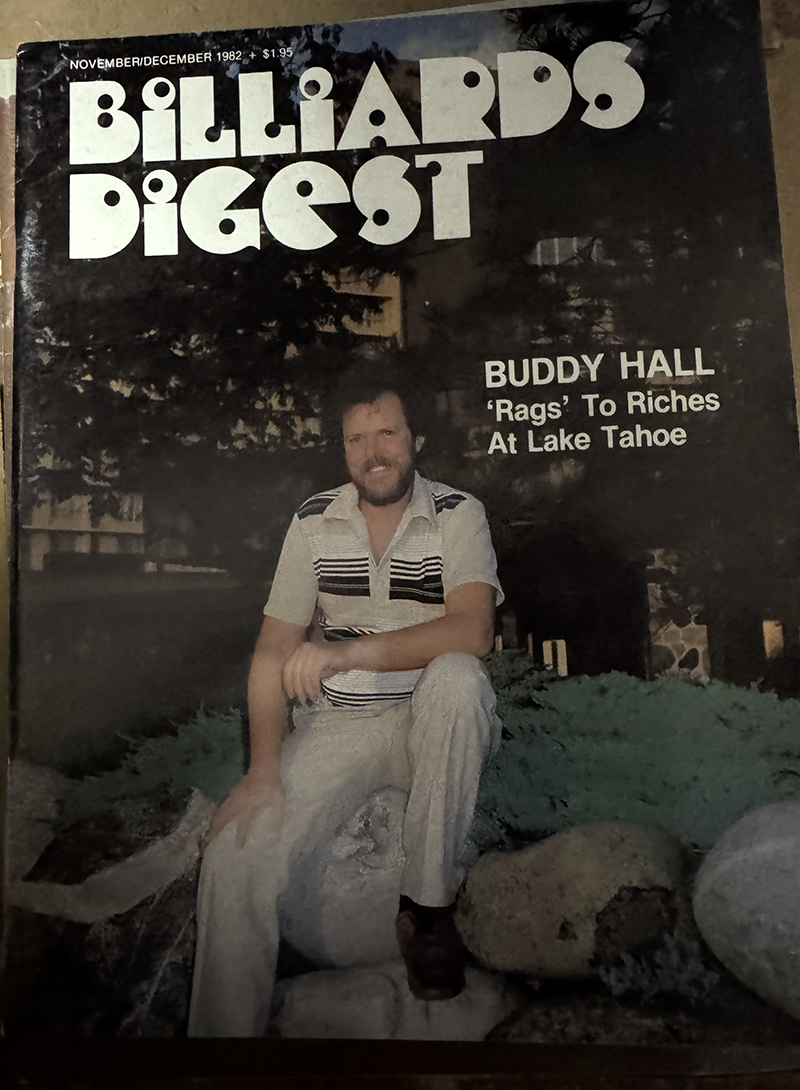 NOVEMBER/DECEMBER 1982 + $1.95
BiLLiARDS
DiGeST
BUDDY HALL
‘Rags’ To Riches
At Lake Tahoe